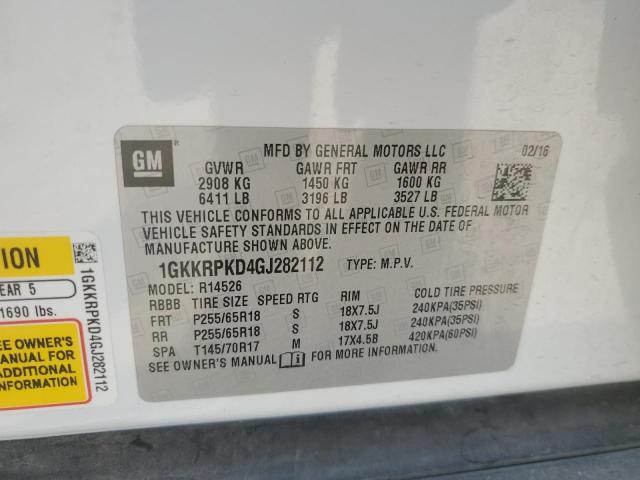 GM
MFD BY GENERAL MOTORS LLC 02/16
GVWR GAWR FRT GAWR RR
2908 KG 1450 KG 1600 KG
6411 LB 3196 LB 3527 LB
THIS VEHICLE CONFORMS TO ALL APPLICABLE U.S. FEDERAL MOTOR
VEHICLE SAFETY STANDARDS IN EFFECT ON THE DATE OF
MANUFACTURE SHOWN ABOVE.
1GKKRPKD4GJ282112 TYPE: M.P.V.
MODEL: R14526
RBBB TIRE SIZE SPEED RTG RIM COLD TIRE PRESSURE
FRT P255/65R18 S 18X7.5J 240KPA(35PSI)
RR P255/65R18 S 18X7.5J 240KPA(35PSI)
SPA T145/70R17 M 17X4.5B 420KPA(60PSI)
SEE OWNER'S MANUAL FOR MORE INFORMATION.
TION
EAR 5
1690 lbs.
EE OWNER'S
MANUAL FOR
ADDITIONAL
FORMATION
1GKKRPKD4GJ282112